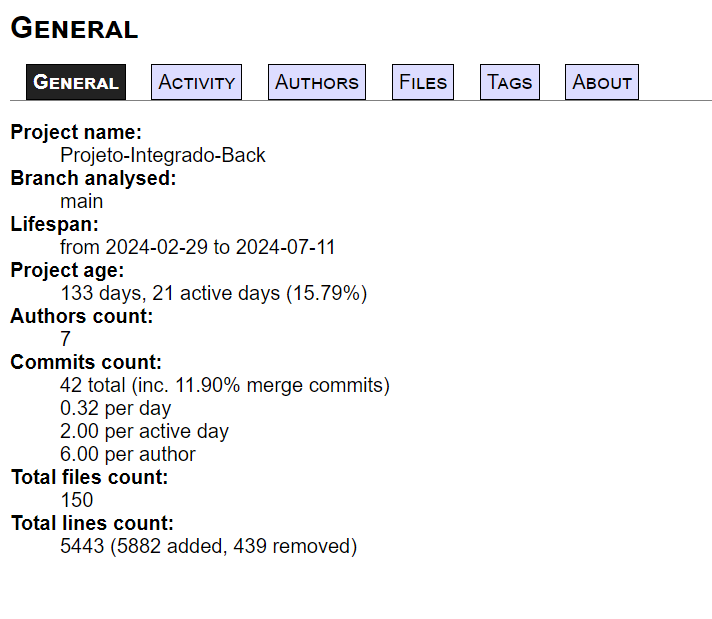 General
General Activity Authors Files Tags About
Project name:
Projeto-Integrado-Back
Branch analysed:
main
Lifespan:
from 2024-02-29 to 2024-07-11
Project age:
133 days, 21 active days (15.79%)
Authors count:
7
Commits count:
42 total (inc. 11.90% merge commits)
0.32 per day
2.00 per active day
6.00 per author
Total files count:
150
Total lines count:
5443 (5882 added, 439 removed)